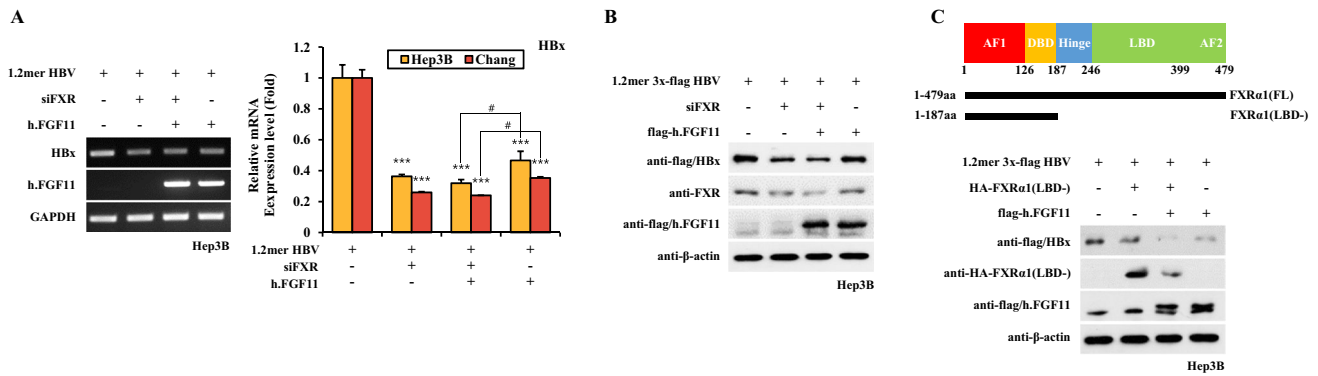 A
1.2mer HBV + + + +
siFXR - + + -
h.FGF11 - - + +
HBx
h.FGF11
GAPDH
Hep3B
HBx
Hep3B Chang
Relative mRNA
Eexpression level (Fold)
1.2
1
0.8
0.6
0.4
0.2
0
# #
*** *** *** *** *** ***
1.2mer HBV + + + +
siFXR - + + -
h.FGF11 - - + +
B
1.2mer 3x-flag HBV + + + +
siFXR - + + -
flag-h.FGF11 - - + +
anti-flag/HBx
anti-FXR
anti-flag/h.FGF11
anti-β-actin
Hep3B
C
AF1 DBD Hinge LBD AF2
1 126 187 246 399 479
1-479aa FXRα1(FL)
1-187aa FXRα1(LBD-)
1.2mer 3x-flag HBV + + + +
HA-FXRα1(LBD-) - + + -
flag-h.FGF11 - - + +
anti-flag/HBx
anti-HA-FXRα1(LBD-)
anti-flag/h.FGF11
anti-β-actin
Hep3B